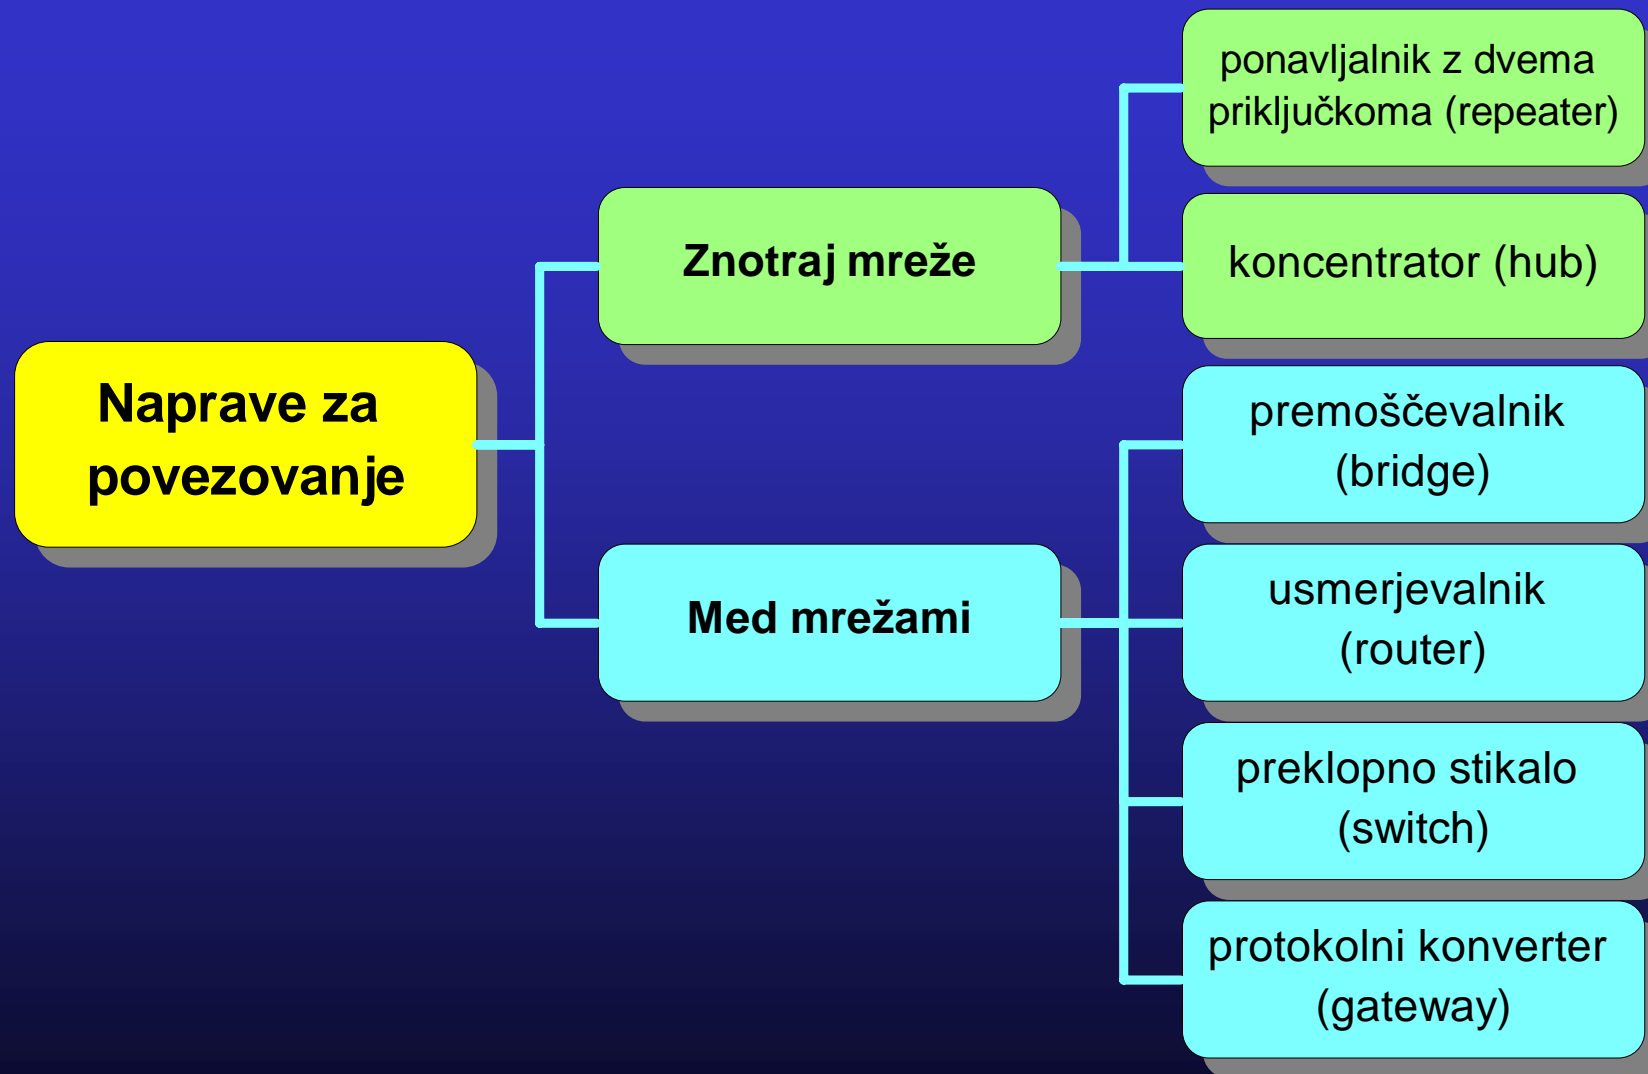 Naprave za
povezovanje
Znotraj mreže
ponavljalnik z dvema
priključkoma (repeater)
koncentrator (hub)
Med mrežami
premoščevalnik
(bridge)
usmerjevalnik
(router)
preklopno stikalo
(switch)
protokolni konverter
(gateway)